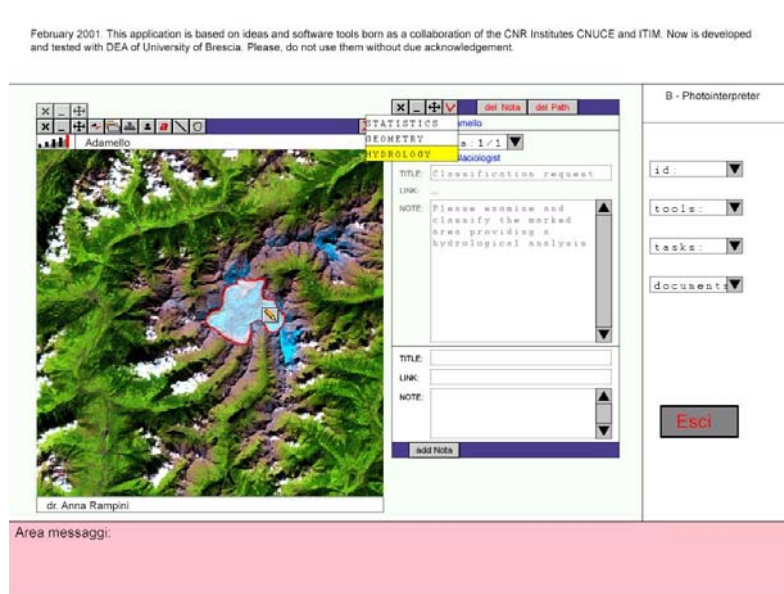 February 2001. This application is based on ideas and software tools born as a collaboration of the CNR Institutes CNUCE and ITIM. Now is developed
and tested with DEA of University of Brescia. Please, do not use them without due acknowledgement.
B - Photointerpreter
del Nota del Path
STATISTICS
GEOMETRY
HYDROLOGY
Adamello
1/1
TITLE: Classification request
LINK:
NOTE: Please examine and
classify the marked
area providing a
hydrological analysis
id:
tools:
tasks:
documents
TITLE:
LINK:
NOTE:
add Nota
Esci
dr. Anna Rampini
Area messaggi: